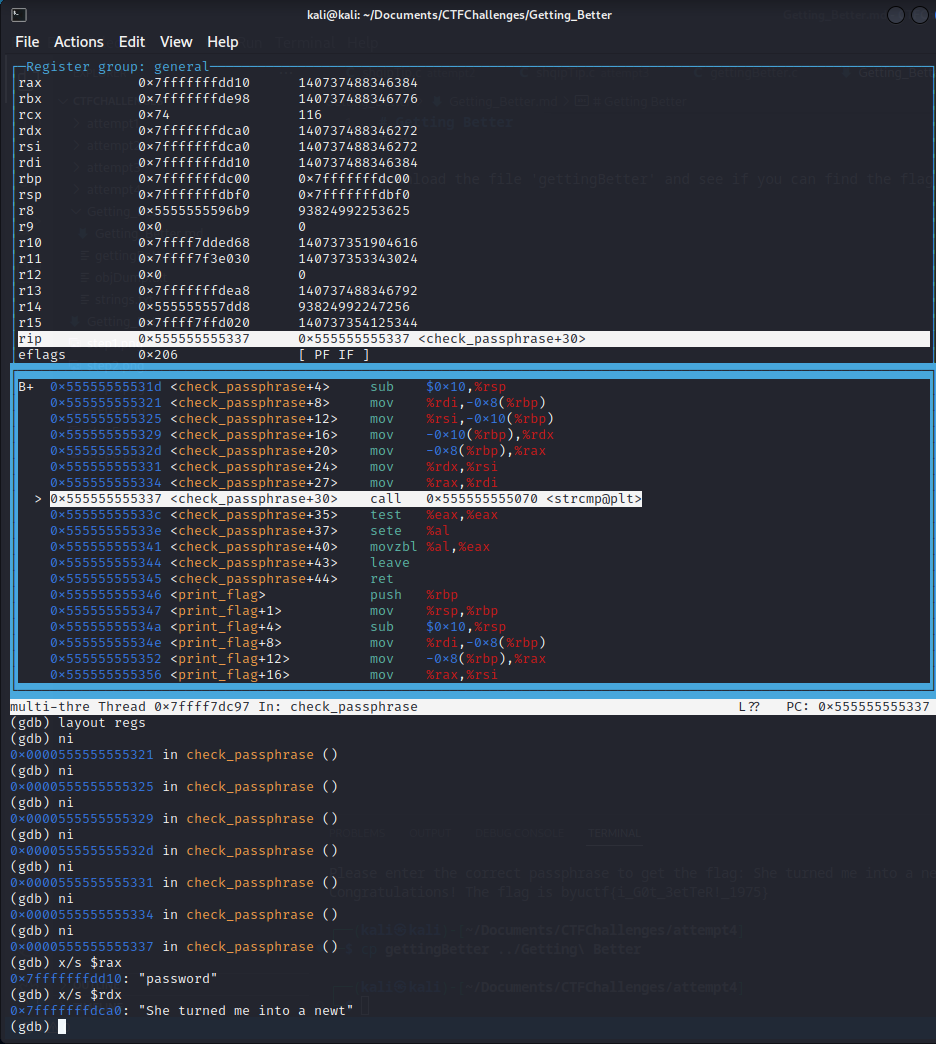 kali@kali: ~/Documents/CTFChallenges/Getting_Better
File Actions Edit View Help
Register group: general
rax 0×7fffffffdd10 140737488346384
rbx 0×7fffffffde98 140737488346776
rcx 0×74 116
rdx 0×7fffffffdca0 140737488346272
rsi 0×7fffffffdca0 140737488346272
rdi 0×7fffffffdd10 140737488346384
rbp 0×7fffffffdc00 0×7fffffffdc00
rsp 0×7fffffffdbf0 0×7fffffffdbf0
r8 0×5555555596b9 93824992253625
r9 0×0 0
r10 0×7ffff7dded68 140737351904616
r11 0×7ffff7f3e030 140737353343024
r12 0×0 0
r13 0×7fffffffdea8 140737488346792
r14 0×555555557dd8 93824992247256
r15 0×7ffff7ffd020 140737354125344
rip 0×555555555337 0×555555555337 <check_passphrase+30>
eflags 0×206 [ PF IF ]
B+ 0×55555555531d <check_passphrase+4> sub $0×10,%rsp
0×555555555321 <check_passphrase+8> mov %rdi,-0×8(%rbp)
0×555555555325 <check_passphrase+12> mov %rsi,-0×10(%rbp)
0×555555555329 <check_passphrase+16> mov -0×10(%rbp),%rdx
0×55555555532d <check_passphrase+20> mov -0×8(%rbp),%rax
0×555555555331 <check_passphrase+24> mov %rdx,%rsi
0×555555555334 <check_passphrase+27> mov %rax,%rdi
> 0×555555555337 <check_passphrase+30> call 0×555555555070 <strcmp@plt>
0×55555555533c <check_passphrase+35> test %eax,%eax
0×55555555533e <check_passphrase+37> sete %al
0×555555555341 <check_passphrase+40> movzbl %al,%eax
0×555555555344 <check_passphrase+43> leave
0×555555555345 <check_passphrase+44> ret
0×555555555346 <print_flag> push %rbp
0×555555555347 <print_flag+1> mov %rsp,%rbp
0×55555555534a <print_flag+4> sub $0×10,%rsp
0×55555555534e <print_flag+8> mov %rdi,-0×8(%rbp)
0×555555555352 <print_flag+12> mov -0×8(%rbp),%rax
0×555555555356 <print_flag+16> mov %rax,%rsi
multi-thre Thread 0×7ffff7dc97 In: check_passphrase L?? PC: 0×555555555337
(gdb) layout regs
(gdb) ni
0×0000555555555321 in check_passphrase ()
(gdb) ni
0×0000555555555325 in check_passphrase ()
(gdb) ni
0×0000555555555329 in check_passphrase ()
(gdb) ni
0×000055555555532d in check_passphrase ()
(gdb) ni
0×0000555555555331 in check_passphrase ()
(gdb) ni
0×0000555555555334 in check_passphrase ()
(gdb) ni
0×0000555555555337 in check_passphrase ()
(gdb) x/s $rax
0×7fffffffdd10: "password"
(gdb) x/s $rdx
0×7fffffffdca0: "She turned me into a newt"
(gdb)